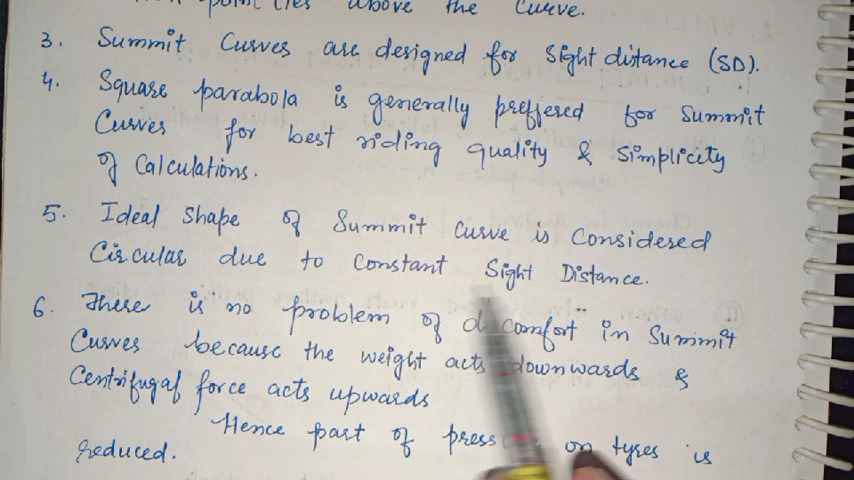 point lies above the Curve.
3. Summit Curves are designed for Sight distance (SD).
4. Square parabola is generally preffered for Summit
Curves for best riding quality & Simplicity
of Calculations.
5. Ideal Shape of Summit Curve is Considered
Circular due to Constant Sight Distance.
6. There is no problem of in Summit
Curves because the weight acts downwards &
Centrifugal force acts upwards
Hence part of on tyres is
reduced.